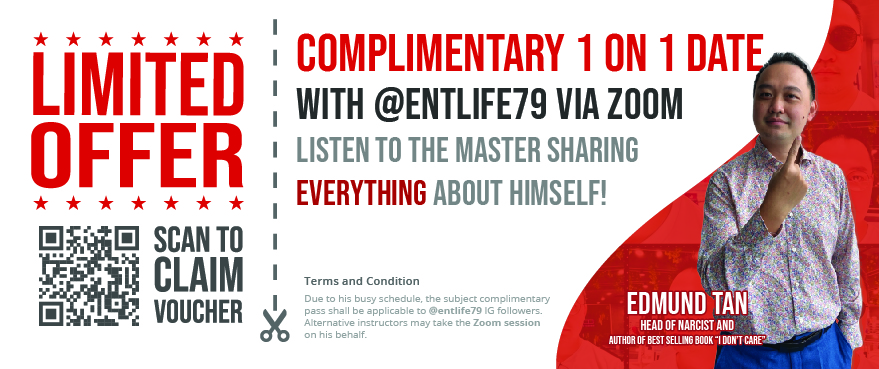 LIMITED
OFFER
SCAN TO
CLAIM
VOUCHER
COMPLIMENTARY 1 ON 1 DATE
WITH @ENTLIFE79 VIA ZOOM
LISTEN TO THE MASTER SHARING
EVERYTHING ABOUT HIMSELF!
Terms and Condition
Due to his busy schedule, the subject complimentary
pass shall be applicable to @entlife79 IG followers.
Alternative instructors may take the Zoom session
on his behalf.
EDMUND TAN
HEAD OF NARCIST AND
AUTHOR OF BEST SELLING BOOK "I DON'T CARE"